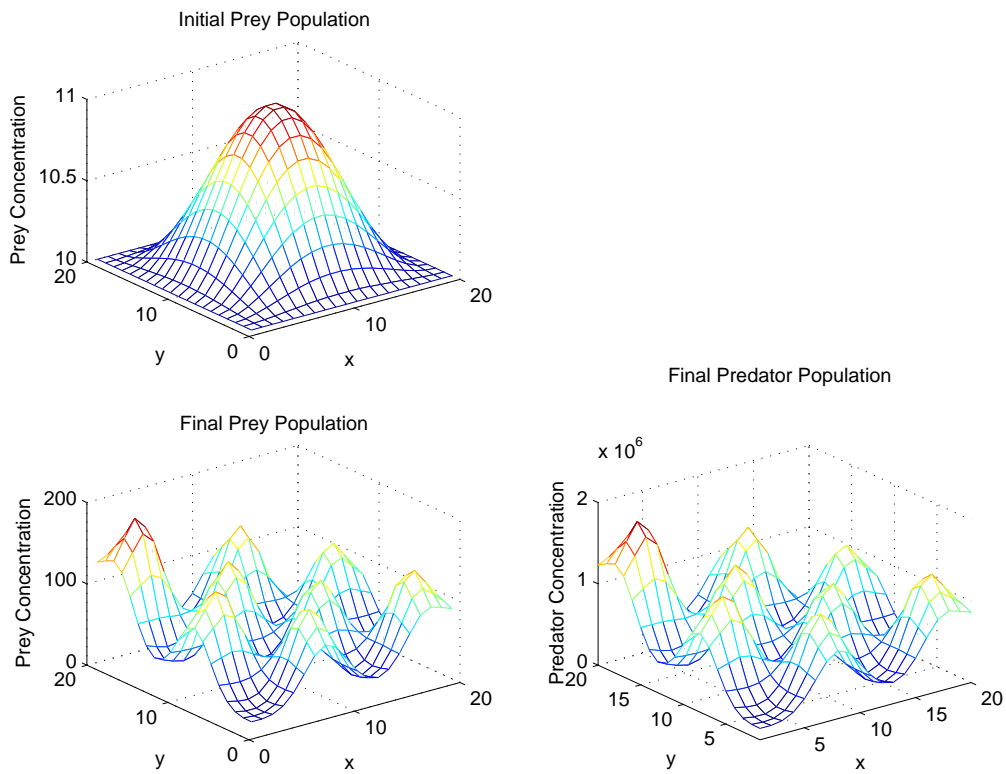 Initial Prey Population
11
10.5
10
Prey Concentration
20
10
0
y
0
10
20
x
Final Prey Population
200
100
0
Prey Concentration
20
10
0
y
0
10
20
x
Final Predator Population
x 10^6
2
1
0
Predator Concentration
20
15
10
5
y
5
10
15
20
x